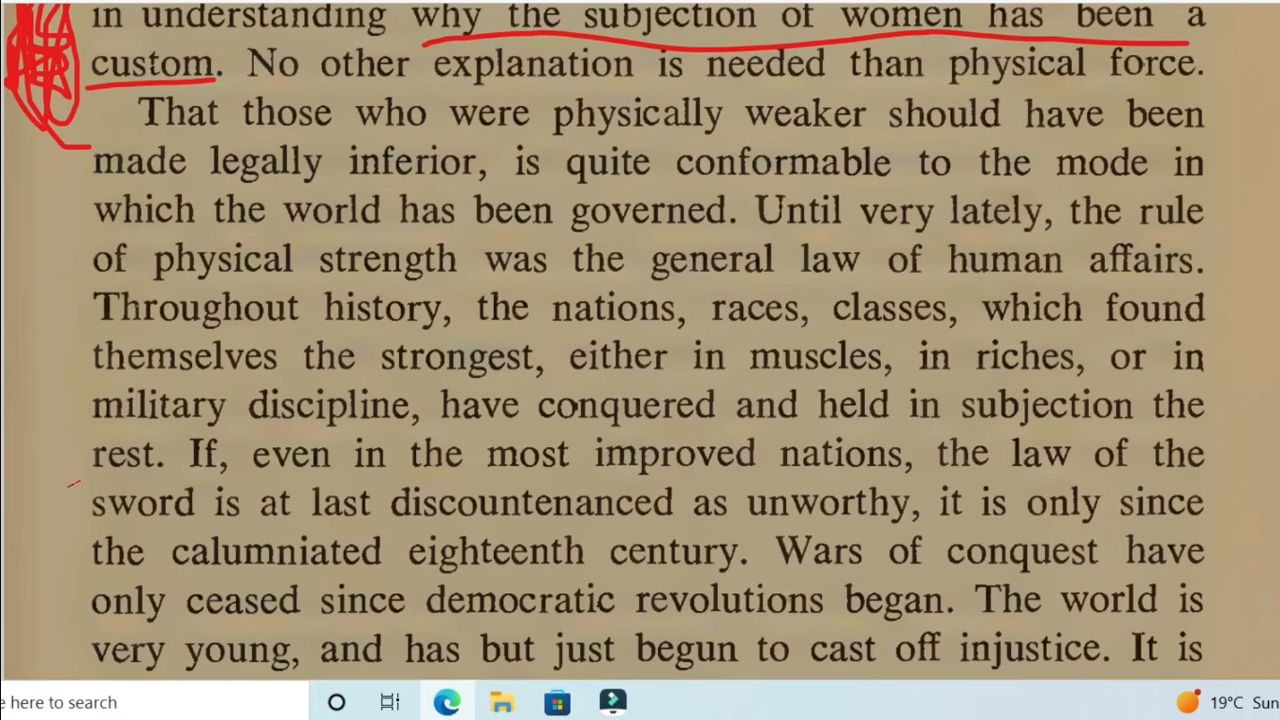 in understanding why the subjection of women has been a
custom. No other explanation is needed than physical force.
That those who were physically weaker should have been
made legally inferior, is quite conformable to the mode in
which the world has been governed. Until very lately, the rule
of physical strength was the general law of human affairs.
Throughout history, the nations, races, classes, which found
themselves the strongest, either in muscles, in riches, or in
military discipline, have conquered and held in subjection the
rest. If, even in the most improved nations, the law of the
sword is at last discountenanced as unworthy, it is only since
the calumniated eighteenth century. Wars of conquest have
only ceased since democratic revolutions began. The world is
very young, and has but just begun to cast off injustice. It is
here to search
19°C Sun